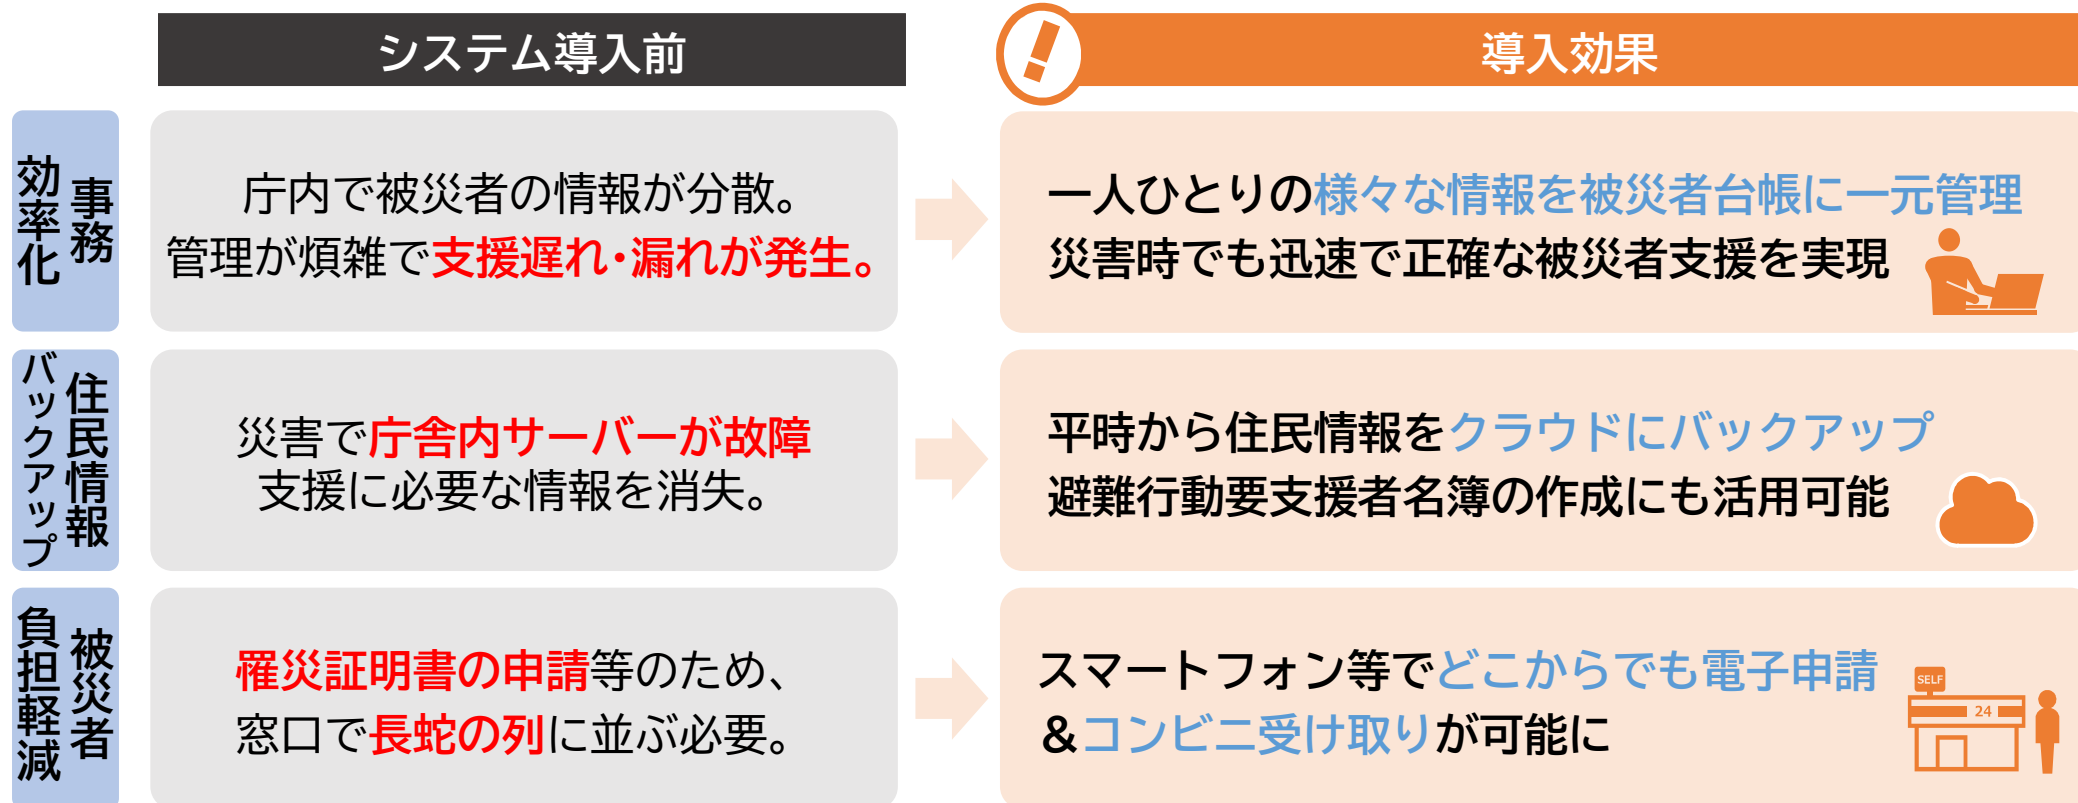 システム導入前
導入効果
事務
効率化
庁内で被災者の情報が分散。
管理が煩雑で支援遅れ・漏れが発生。
一人ひとりの様々な情報を被災者台帳に一元管理
災害時でも迅速で正確な被災者支援を実現
住民情報
バックアップ
災害で庁舎内サーバーが故障
支援に必要な情報を消失。
平時から住民情報をクラウドにバックアップ
避難行動要支援者名簿の作成にも活用可能
被災者
負担軽減
罹災証明書の申請等のため、
窓口で長蛇の列に並ぶ必要。
スマートフォン等でどこからでも電子申請
&コンビニ受け取りが可能に
SELF
24